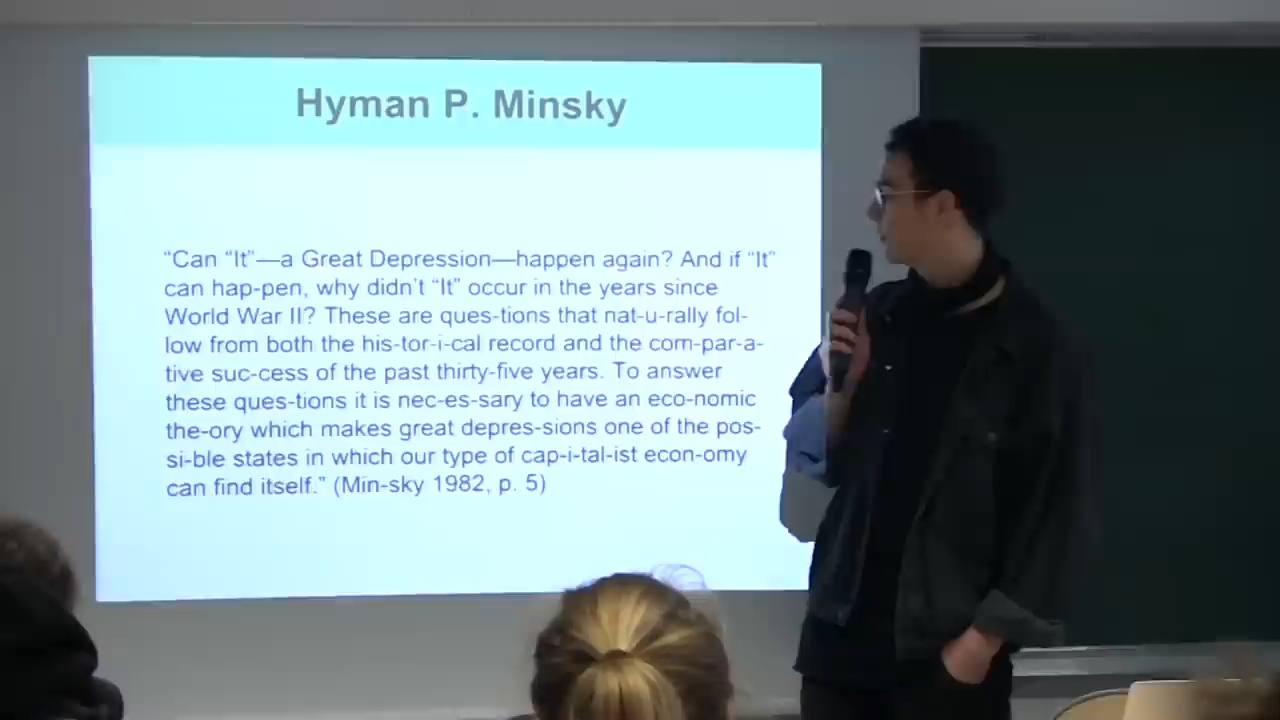 Hyman P. Minsky
“Can “It”—a Great Depression—happen again? And if “It”
can hap-pen, why didn’t “It” occur in the years since
World War II? These are ques-tions that nat-u-rally fol-
low from both the his-tor-i-cal record and the com-par-a-
tive suc-cess of the past thirty-five years. To answer
these ques-tions it is nec-es-sary to have an eco-nomic
the-ory which makes great depres-sions one of the pos-
si-ble states in which our type of cap-i-tal-ist econ-omy
can find itself.” (Min-sky 1982, p. 5)